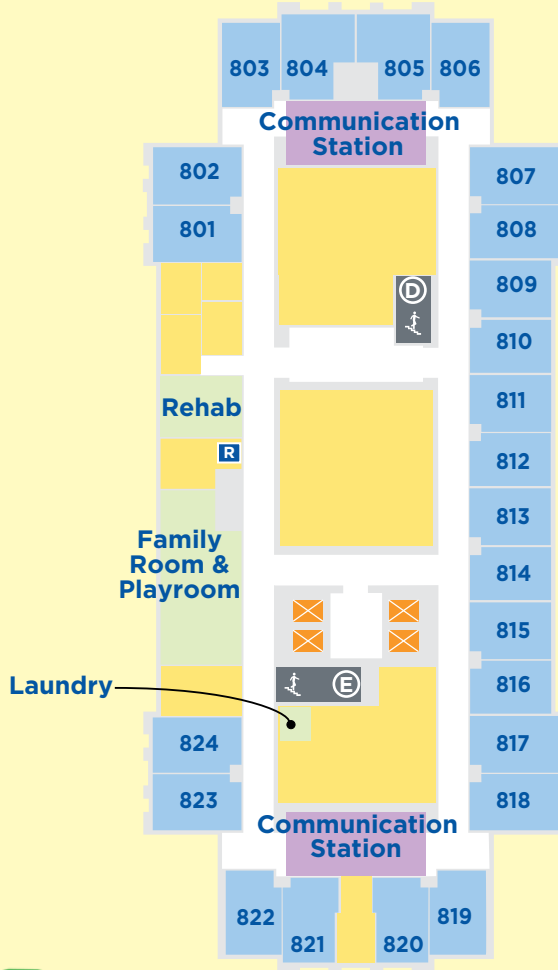 803 804 805 806
Communication
Station
802
801
807
808
809
D
810
Rehab
811
R
812
813
Family
Room &
Playroom
814
815
816
E
Laundry
824
823
817
818
Communication
Station
822
821
820
819